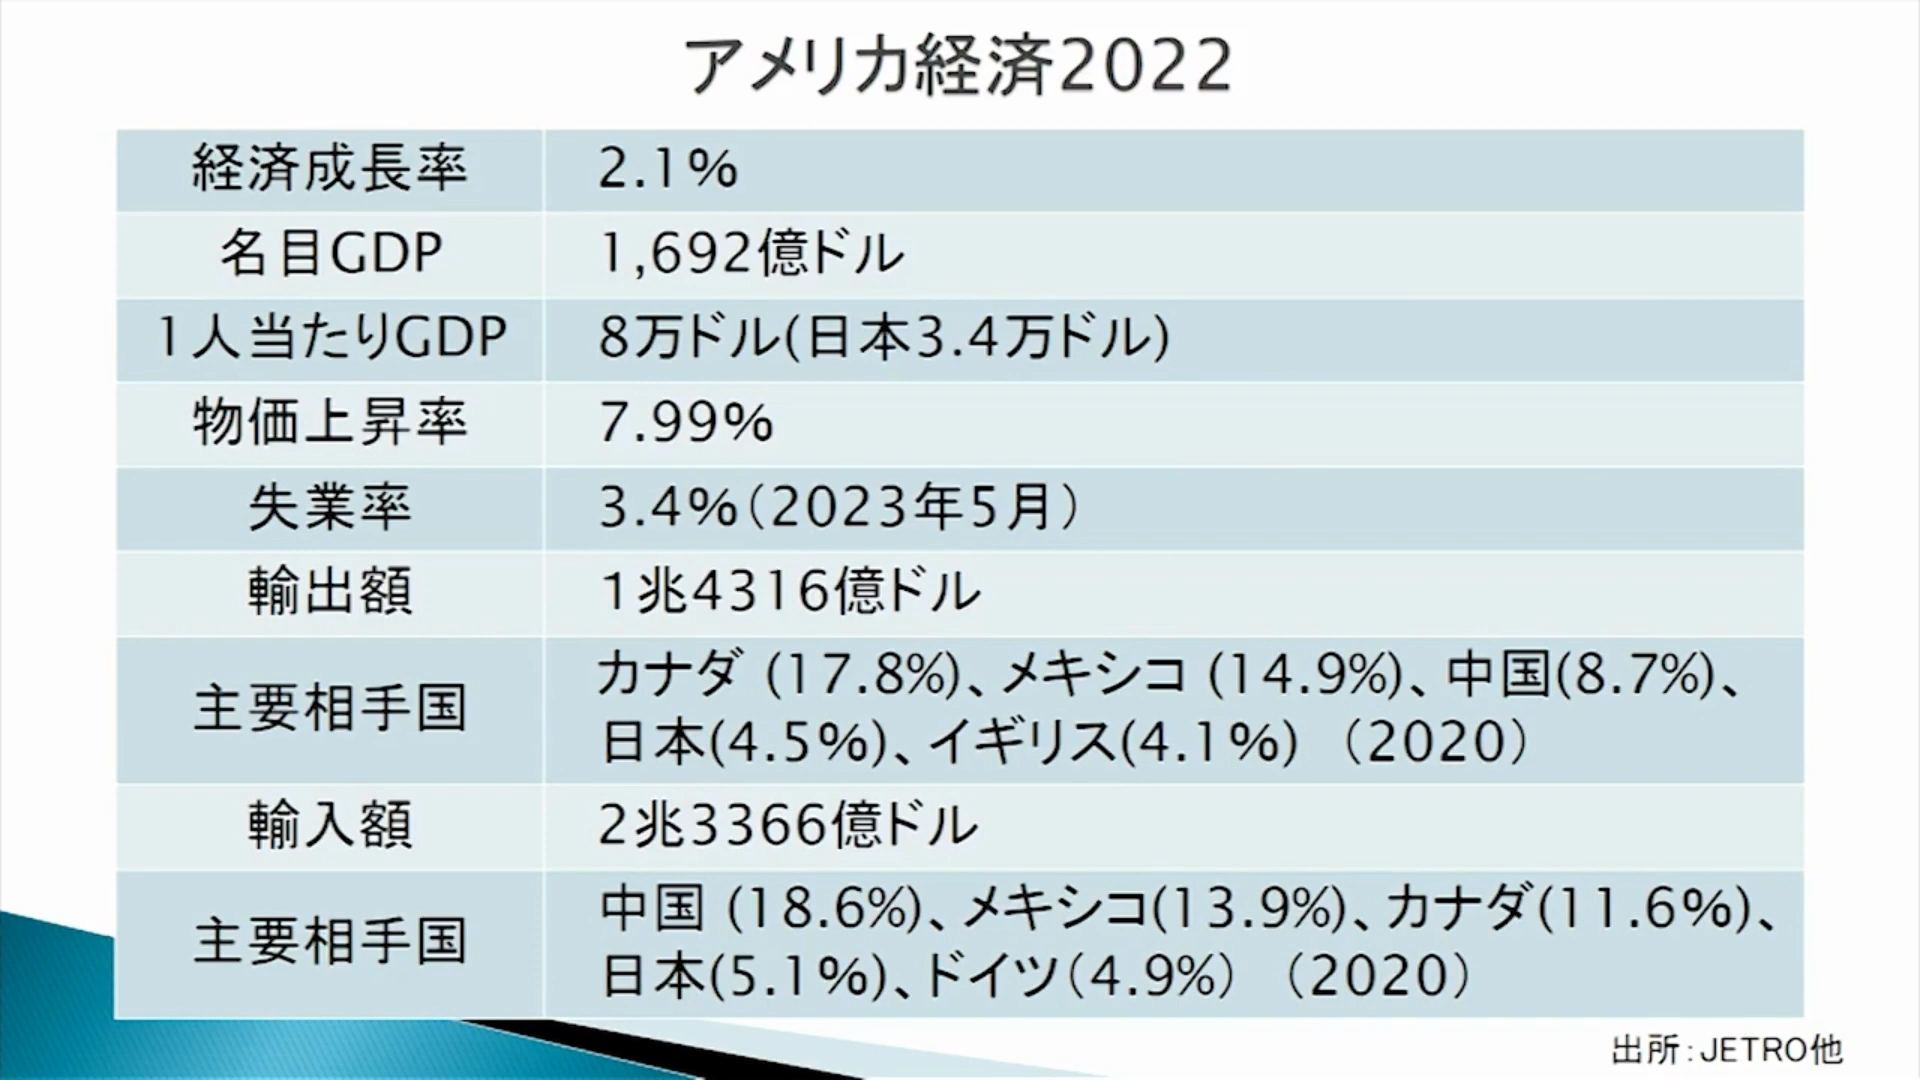 アメリカ経済2022
経済成長率 2.1%
名目GDP 1,692億ドル
1人当たりGDP 8万ドル(日本3.4万ドル)
物価上昇率 7.99%
失業率 3.4%（2023年5月）
輸出額 1兆4316億ドル
主要相手国 カナダ (17.8%)、メキシコ (14.9%)、中国(8.7%)、
日本(4.5%)、イギリス(4.1%) （2020）
輸入額 2兆3366億ドル
主要相手国 中国 (18.6%)、メキシコ(13.9%)、カナダ(11.6%)、
日本(5.1%)、ドイツ（4.9%） （2020）
出所：JETRO他